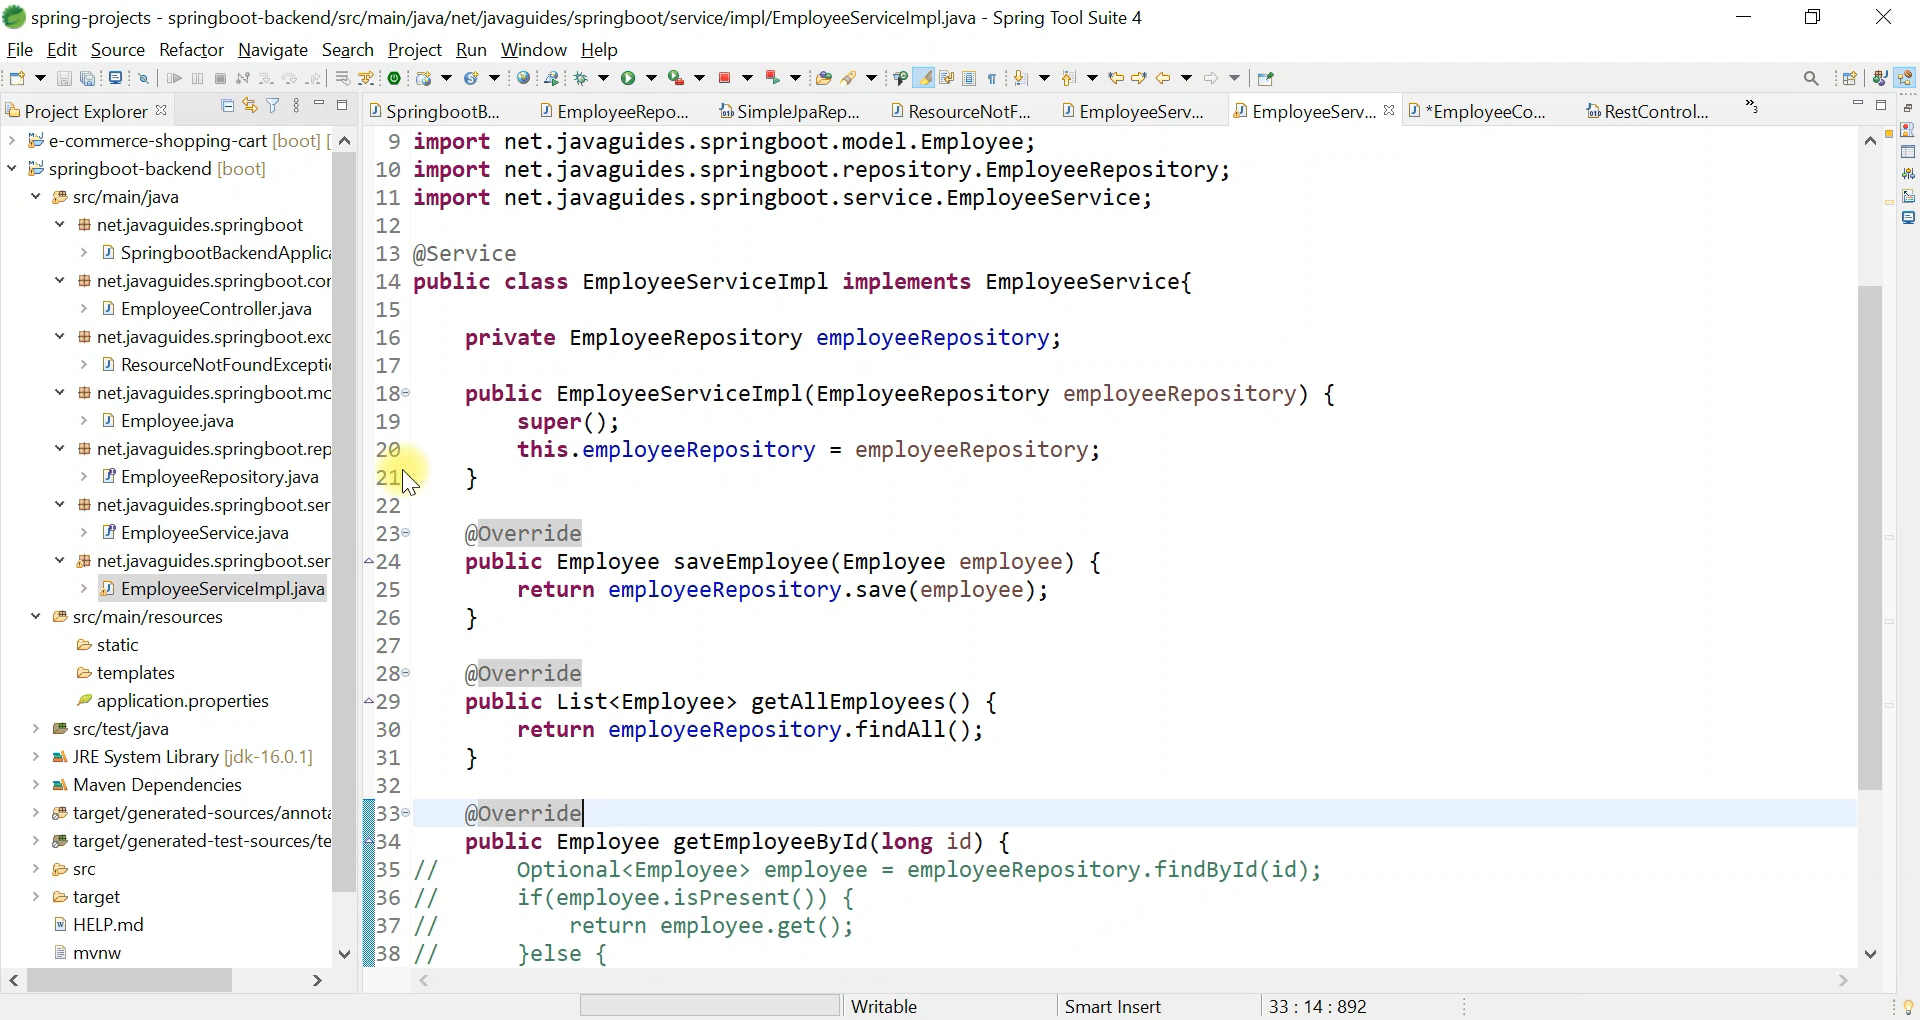 spring-projects - springboot-backend/src/main/java/net/javaguides/springboot/service/impl/EmployeeServiceImpl.java - Spring Tool Suite 4
File Edit Source Refactor Navigate Search Project Run Window Help
Project Explorer
SpringbootB... EmployeeRepo... SimpleJpaRep... ResourceNotF... EmployeeServ... EmployeeServ... *EmployeeCo... RestControl... 3
e-commerce-shopping-cart [boot] [
springboot-backend [boot]
src/main/java
net.javaguides.springboot
SpringbootBackendApplica
net.javaguides.springboot.cor
EmployeeController.java
net.javaguides.springboot.exc
ResourceNotFoundExcepti
net.javaguides.springboot.mo
Employee.java
net.javaguides.springboot.rep
EmployeeRepository.java
net.javaguides.springboot.ser
EmployeeService.java
net.javaguides.springboot.ser
EmployeeServiceImpl.java
src/main/resources
static
templates
application.properties
src/test/java
JRE System Library [jdk-16.0.1]
Maven Dependencies
target/generated-sources/annota
target/generated-test-sources/te
src
target
HELP.md
mvnw
9 import net.javaguides.springboot.model.Employee;
10 import net.javaguides.springboot.repository.EmployeeRepository;
11 import net.javaguides.springboot.service.EmployeeService;
12
13 @Service
14 public class EmployeeServiceImpl implements EmployeeService{
15
16 private EmployeeRepository employeeRepository;
17
18 public EmployeeServiceImpl(EmployeeRepository employeeRepository) {
19 super();
20 this.employeeRepository = employeeRepository;
21 }
22
23 @Override
24 public Employee saveEmployee(Employee employee) {
25 return employeeRepository.save(employee);
26 }
27
28 @Override
29 public List<Employee> getAllEmployees() {
30 return employeeRepository.findAll();
31 }
32
33 @Override
34 public Employee getEmployeeById(long id) {
35 // Optional<Employee> employee = employeeRepository.findById(id);
36 // if(employee.isPresent()) {
37 // return employee.get();
38 // }else {
Writable Smart Insert 33 : 14 : 892